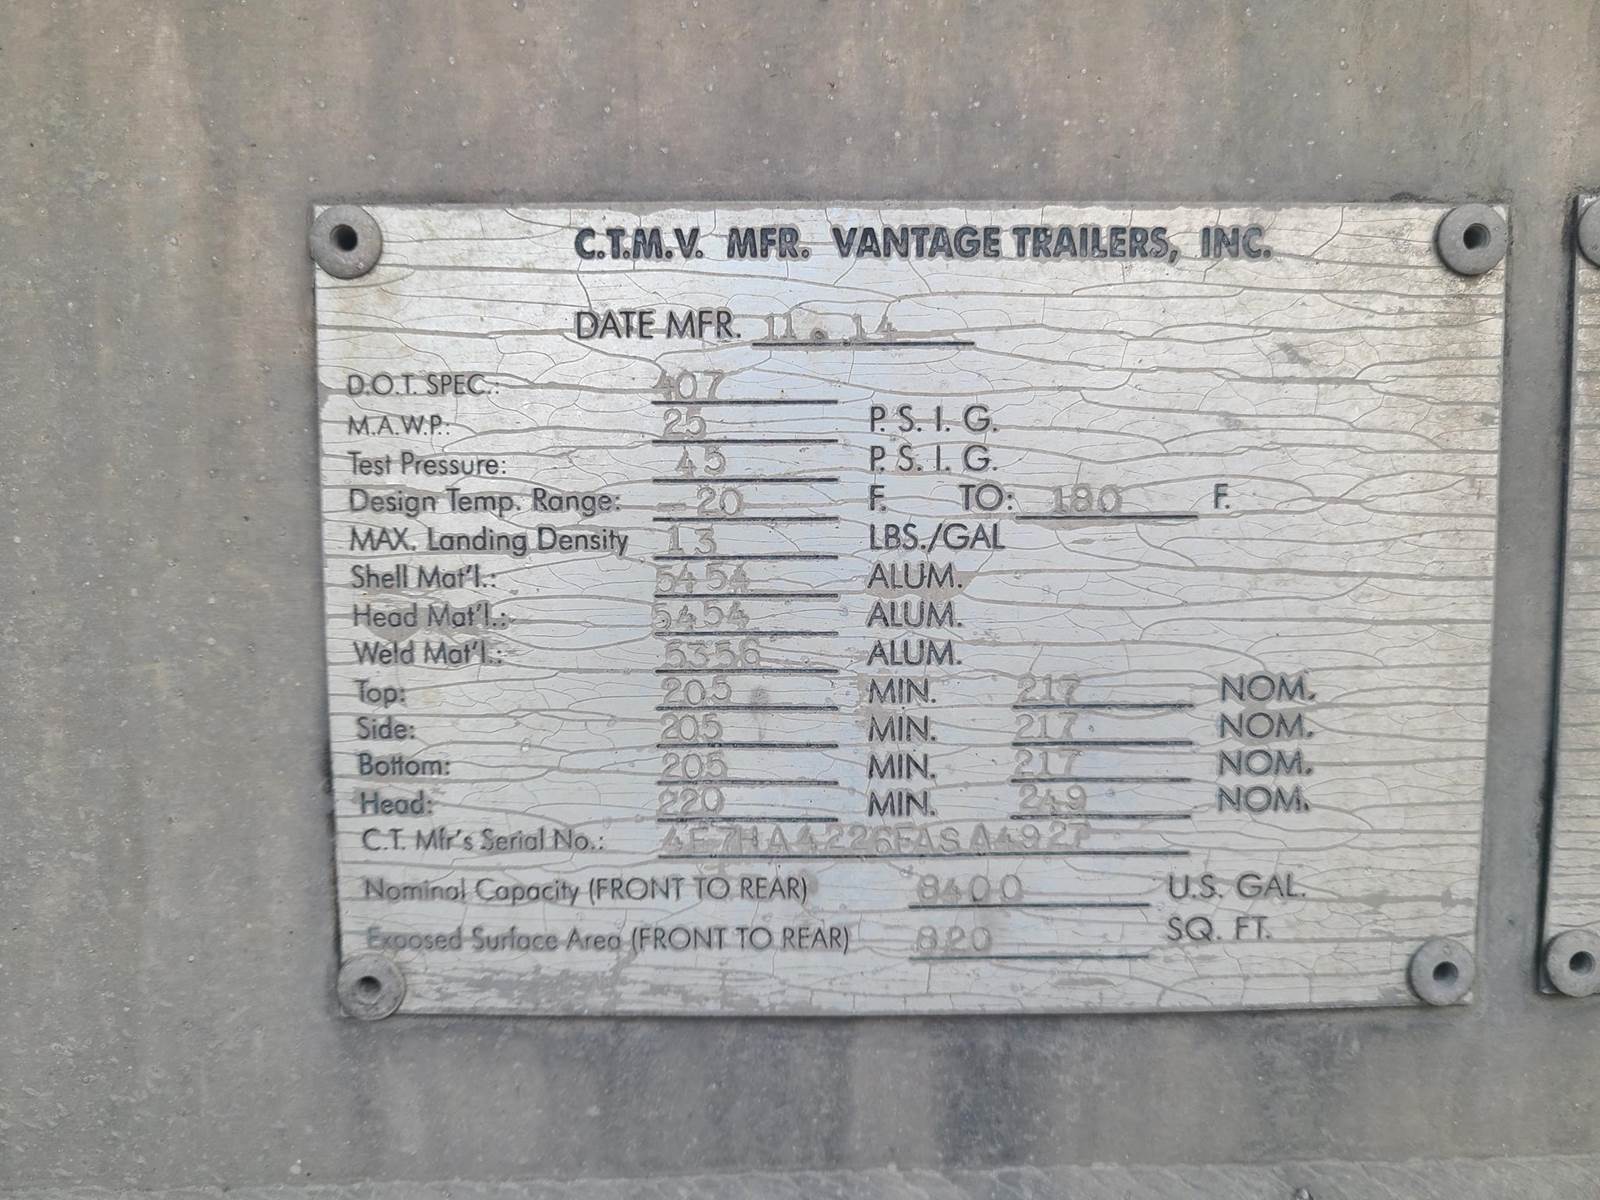 C.T.M.V. MFR. VANTAGE TRAILERS, INC.
DATE MFR. 11 . 14
D.O.T. SPEC.: 407
M.A.W.P.: 25 P. S. I. G.
Test Pressure: 45 P. S. I. G.
Design Temp. Range: -20 F. TO: 180 F.
MAX. Landing Density 13 LBS./GAL
Shell Mat'l.: 5454 ALUM.
Head Mat'l.: 5454 ALUM.
Weld Mat'l.: 5356 ALUM.
Top: 205 MIN. 217 NOM.
Side: 205 MIN. 217 NOM.
Bottom: 205 MIN. 217 NOM.
Head: 220 MIN. 249 NOM.
C.T. Mfr's Serial No.: 4F7HA4226FASA4927
Nominal Capacity (FRONT TO REAR) 8400 U.S. GAL.
Exposed Surface Area (FRONT TO REAR) 820 SQ. FT.